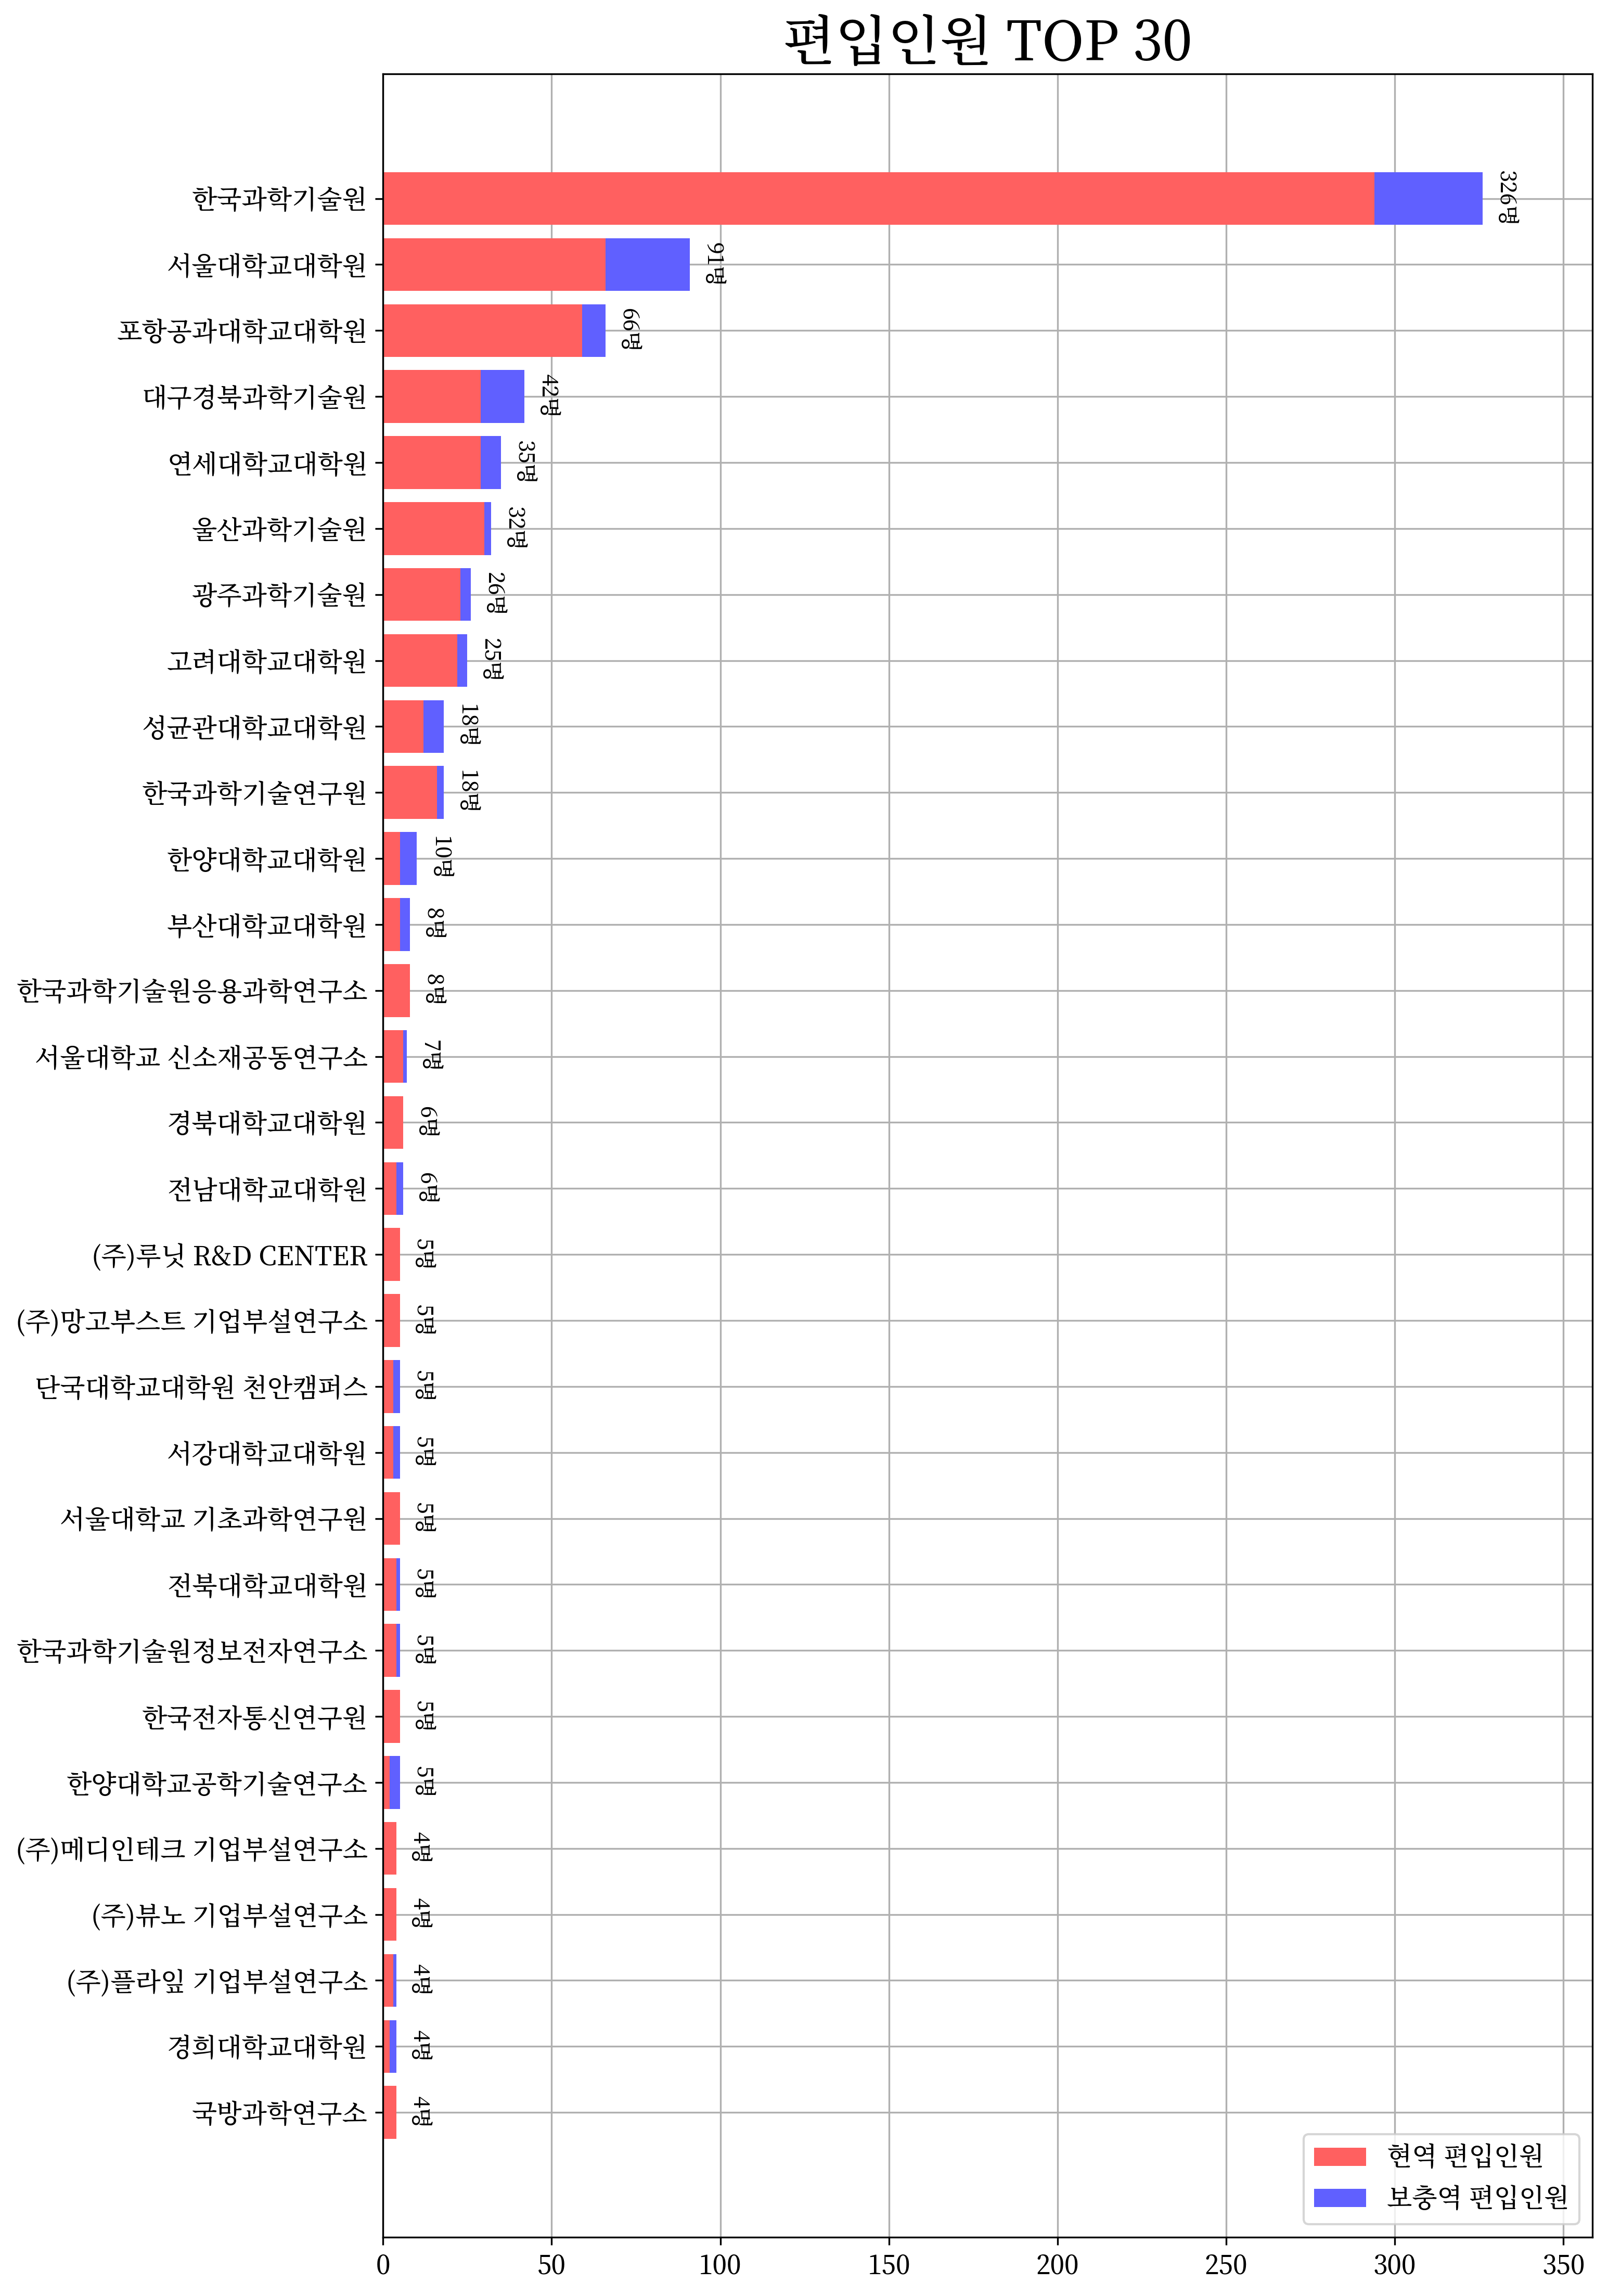 편입인원 TOP 30
한국과학기술원 326명
서울대학교대학원 91명
포항공과대학교대학원 66명
대구경북과학기술원 42명
연세대학교대학원 35명
울산과학기술원 32명
광주과학기술원 26명
고려대학교대학원 25명
성균관대학교대학원 18명
한국과학기술연구원 18명
한양대학교대학원 10명
부산대학교대학원 8명
한국과학기술원응용과학연구소 8명
서울대학교 신소재공동연구소 7명
경북대학교대학원 6명
전남대학교대학원 6명
(주)루닛 R&D CENTER 5명
(주)망고부스트 기업부설연구소 5명
단국대학교대학원 천안캠퍼스 5명
서강대학교대학원 5명
서울대학교 기초과학연구원 5명
전북대학교대학원 5명
한국과학기술원정보전자연구소 5명
한국전자통신연구원 5명
한양대학교공학기술연구소 5명
(주)메디인테크 기업부설연구소 4명
(주)뷰노 기업부설연구소 4명
(주)플라잎 기업부설연구소 4명
경희대학교대학원 4명
국방과학연구소 4명
현역 편입인원
보충역 편입인원
0 50 100 150 200 250 300 350